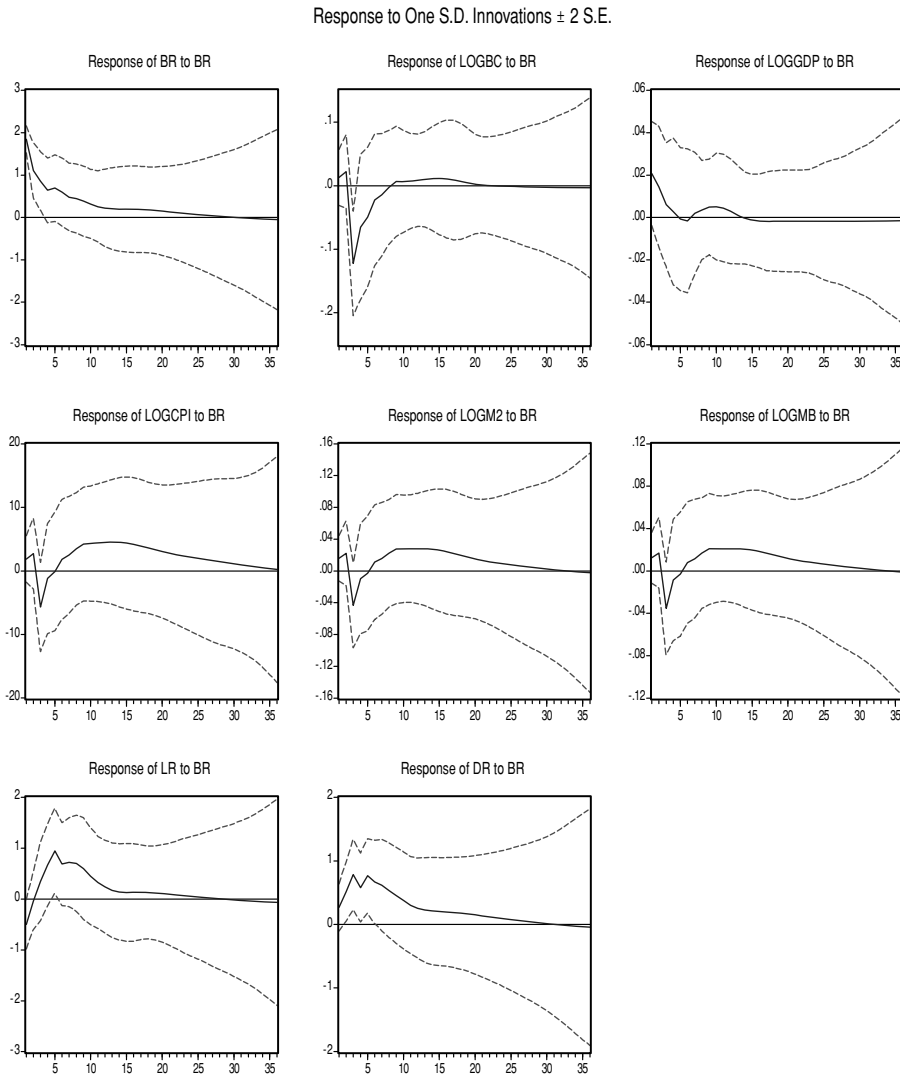 Response to One S.D. Innovations ± 2 S.E.
Response of BR to BR
3
2
1
0
-1
-2
-3
5 10 15 20 25 30 35
Response of LOGBC to BR
.1
.0
-.1
-.2
5 10 15 20 25 30 35
Response of LOGGDP to BR
.06
.04
.02
.00
-.02
-.04
-.06
5 10 15 20 25 30 35
Response of LOGCPI to BR
20
10
0
-10
-20
5 10 15 20 25 30 35
Response of LOGM2 to BR
.16
.12
.08
.04
.00
-.04
-.08
-.12
-.16
5 10 15 20 25 30 35
Response of LOGMB to BR
.12
.08
.04
.00
-.04
-.08
-.12
5 10 15 20 25 30 35
Response of LR to BR
2
1
0
-1
-2
-3
5 10 15 20 25 30 35
Response of DR to BR
2
1
0
-1
-2
5 10 15 20 25 30 35